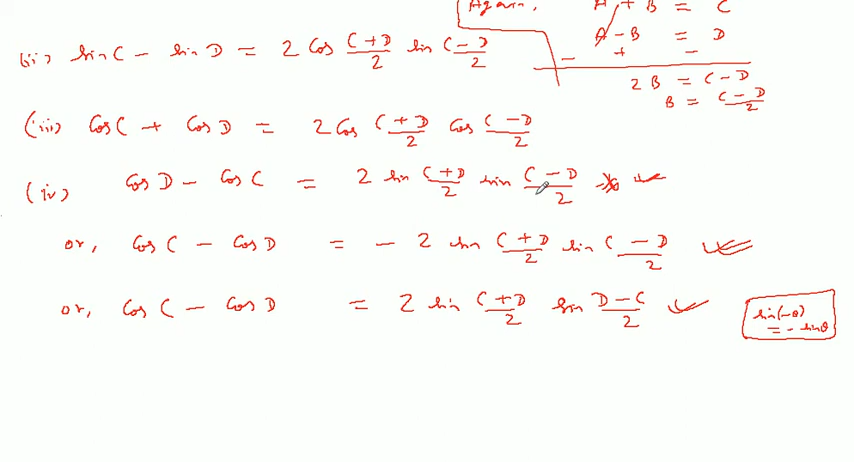 Again, A + B = C
A - B = D
- + -
(ii) sin C - sin D = 2 cos (C+D)/2 sin (C-D)/2
2B = C-D
B = (C-D)/2
(iii) cos C + cos D = 2 cos (C+D)/2 cos (C-D)/2
(iv) cos D - cos C = 2 sin (C+D)/2 sin (C-D)/2
or, cos C - cos D = - 2 sin (C+D)/2 sin (C-D)/2
or, cos C - cos D = 2 sin (C+D)/2 sin (D-C)/2
sin(-θ)
= - sinθ